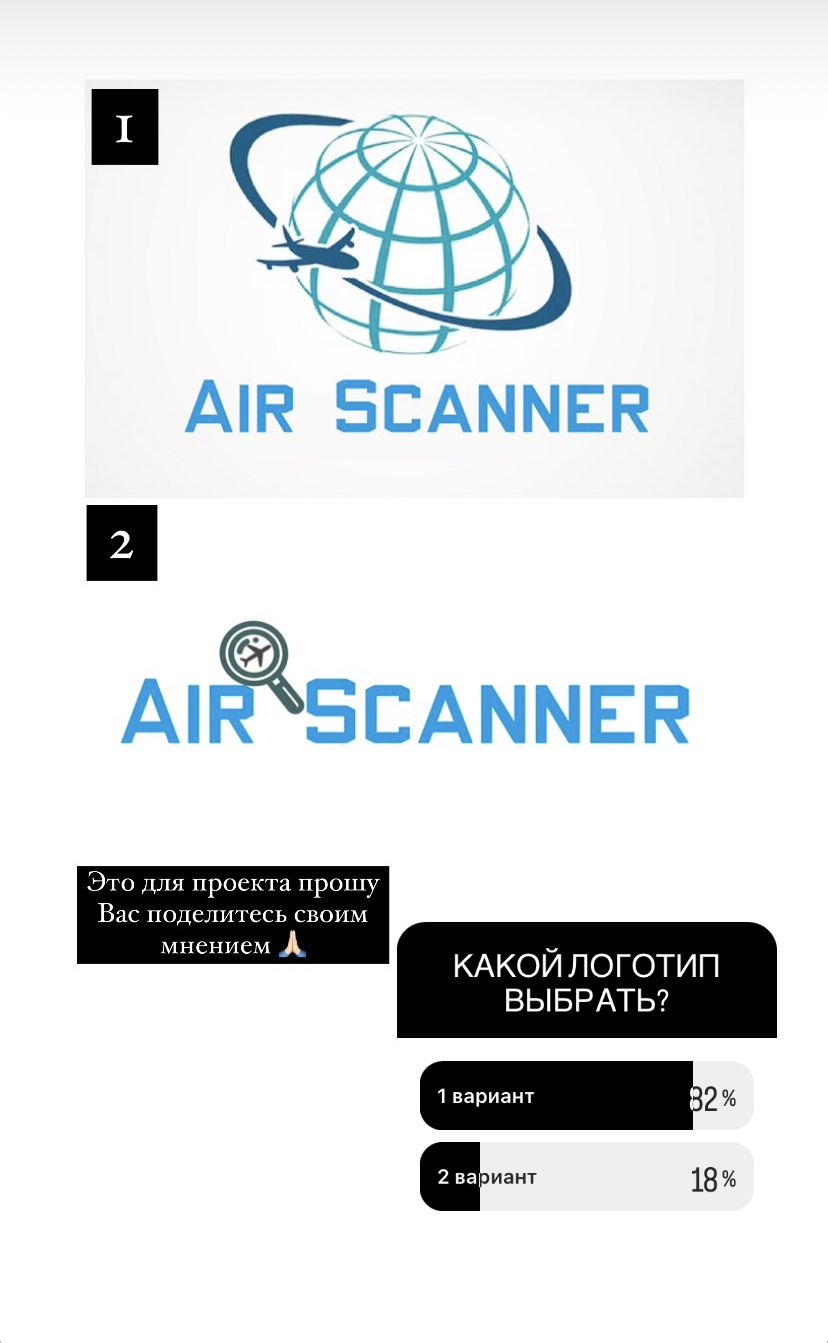 1
AIR SCANNER
2
AIR SCANNER
Это для проекта прошу
Вас поделитесь своим
мнением 🙏🏻
КАКОЙ ЛОГОТИП
ВЫБРАТЬ?
1 вариант 82%
2 вариант 18%